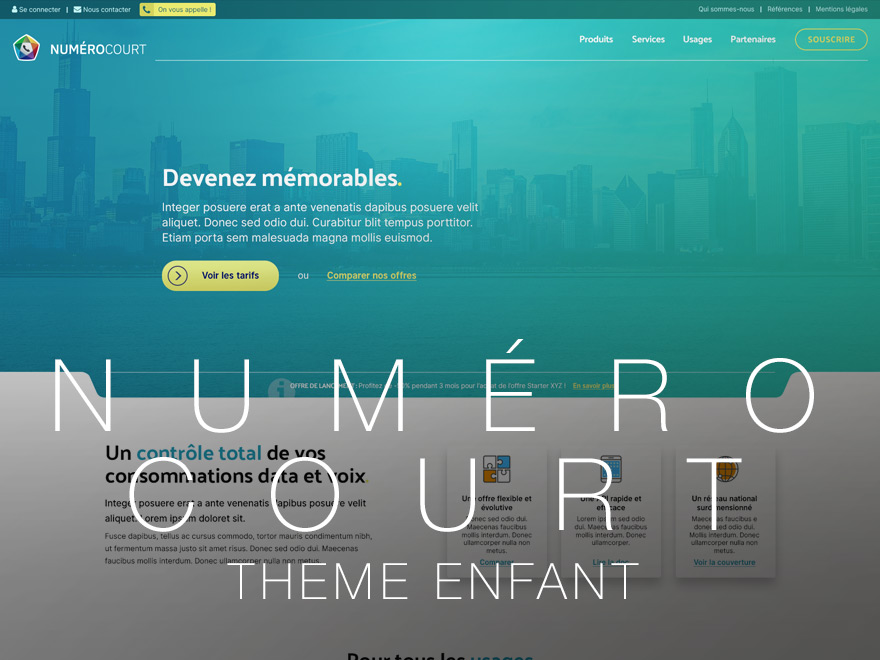 Se connecter | Nous contacter On vous appelle ! Qui sommes-nous | Références | Mentions légales
NUMÉROCOURT Produits Services Usages Partenaires SOUSCRIRE
Devenez mémorables.
Integer posuere erat a ante venenatis dapibus posuere velit
aliquet. Donec sed odio dui. Curabitur blit tempus porttitor.
Etiam porta sem malesuada magna mollis euismod.
Voir les tarifs ou Comparer nos offres
OFFRE DE LANCEMENT: Profitez pendant 3 mois pour l'achat de l'offre Starter XYZ ! En savoir plus
NUMÉRO
COURT
THEME ENFANT
Un contrôle total de vos
consommations data et voix.
Integer posuere erat a ante venenatis dapibus posuere velit
aliquet. Lorem ipsum doloret sit.
Fusce dapibus, tellus ac cursus commodo, tortor mauris condimentum nibh,
ut fermentum massa justo sit amet risus. Donec sed odio dui. Maecenas
faucibus mollis interdum. Donec ullamcorper nulla non metus.
Une offre flexible et
évolutive
Donec sed odio dui.
Maecenas faucibus
mollis interdum. Donec
ullamcorper nulla non
metus.
Comparer
Une API rapide et
efficace
Lorem ipsum sed odio
dui. Maecenas faucibus
mollis interdum. Donec
ullamcorper.
Lire la doc
Un réseau national
surdimensionné
Maecenas faucibus e
donec sed odio dui.
mollis interdum. Donec
ullamcorper nulla non
metus.
Voir la couverture
Pour tous les usages